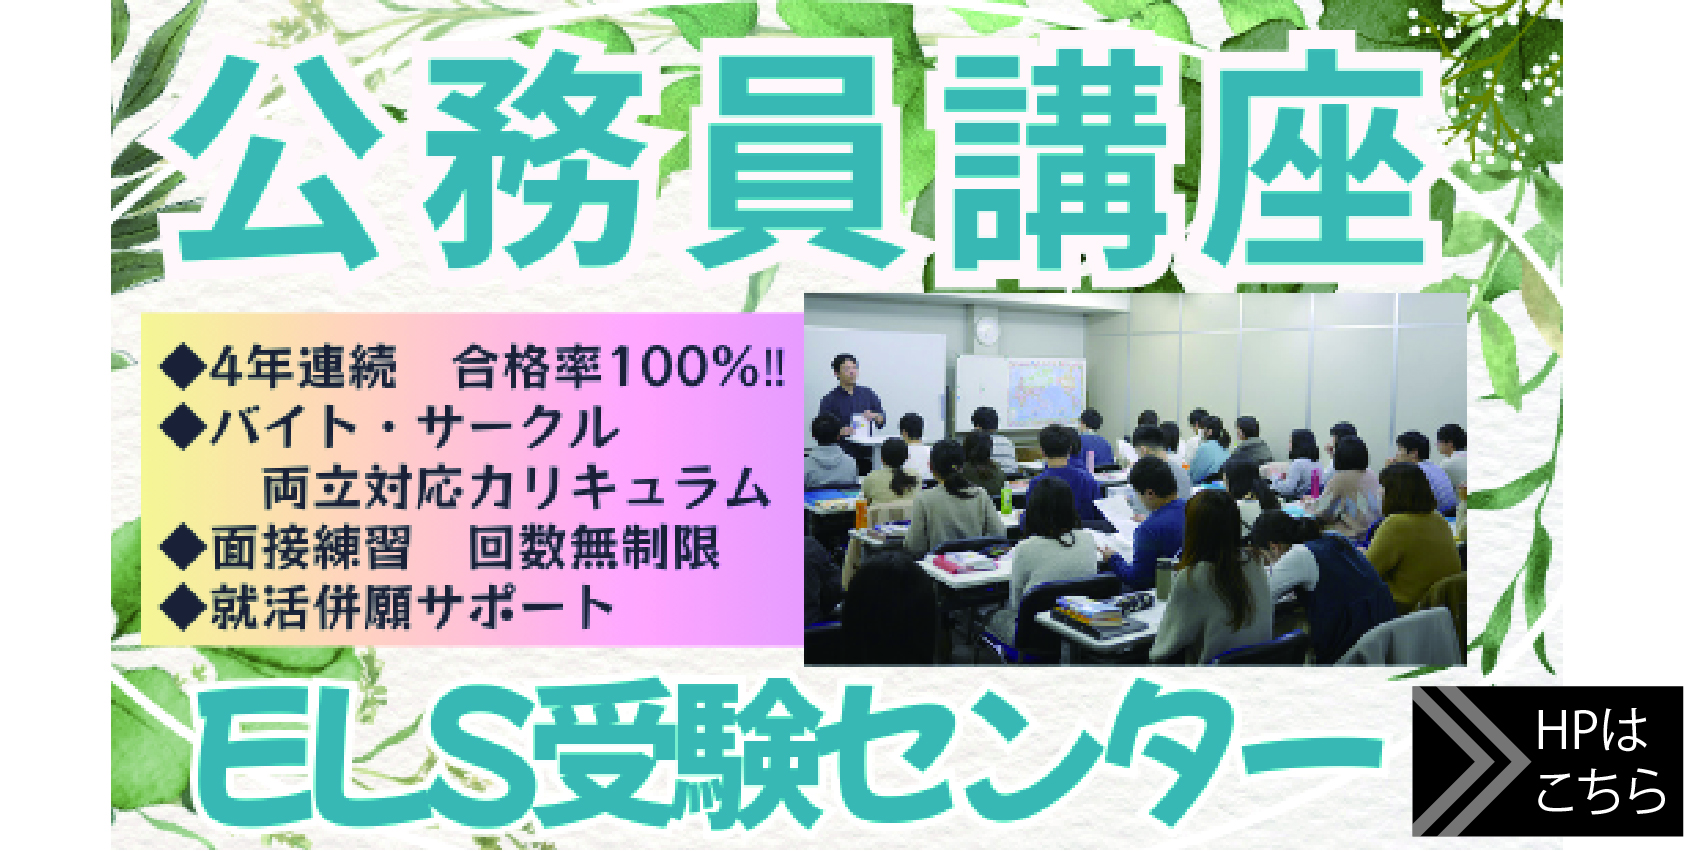 公務員講座
◆4年連続　合格率100%!!
◆バイト・サークル
両立対応カリキュラム
◆面接練習　回数無制限
◆就活併願サポート
ELS受験センター
HPは
こちら